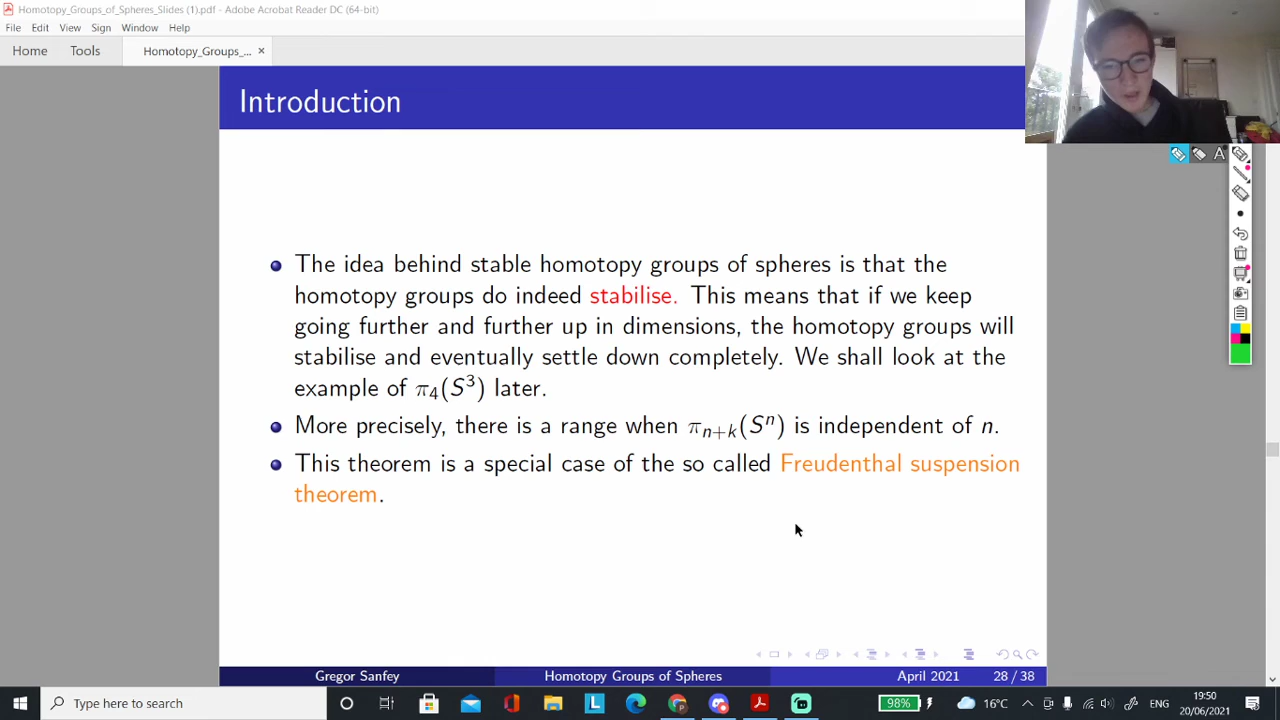 Homotopy_Groups_of_Spheres_Slides (1).pdf - Adobe Acrobat Reader DC (64-bit)
File Edit View Sign Window Help
Home Tools Homotopy_Groups_... ×
Introduction
The idea behind stable homotopy groups of spheres is that the
homotopy groups do indeed stabilise. This means that if we keep
going further and further up in dimensions, the homotopy groups will
stabilise and eventually settle down completely. We shall look at the
example of π₄(S³) later.
More precisely, there is a range when πₙ₊ₖ(Sⁿ) is independent of n.
This theorem is a special case of the so called Freudenthal suspension
theorem.
Gregor Sanfey Homotopy Groups of Spheres April 2021 28 / 38
A
Type here to search
98% 16°C ENG 19:50
20/06/2021